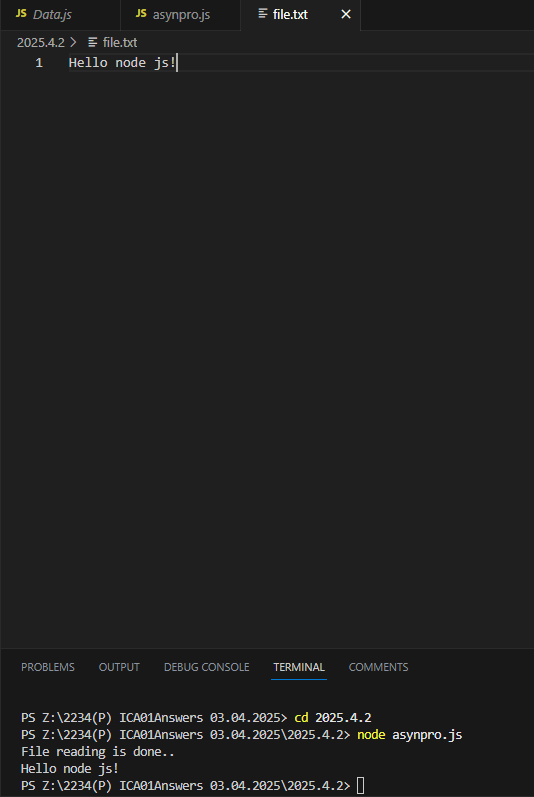 JS Data.js JS asynpro.js file.txt
2025.4.2 > file.txt
1 Hello node js!
PROBLEMS OUTPUT DEBUG CONSOLE TERMINAL COMMENTS
PS Z:\2234(P) ICA01Answers 03.04.2025> cd 2025.4.2
PS Z:\2234(P) ICA01Answers 03.04.2025\2025.4.2> node asynpro.js
File reading is done..
Hello node js!
PS Z:\2234(P) ICA01Answers 03.04.2025\2025.4.2>